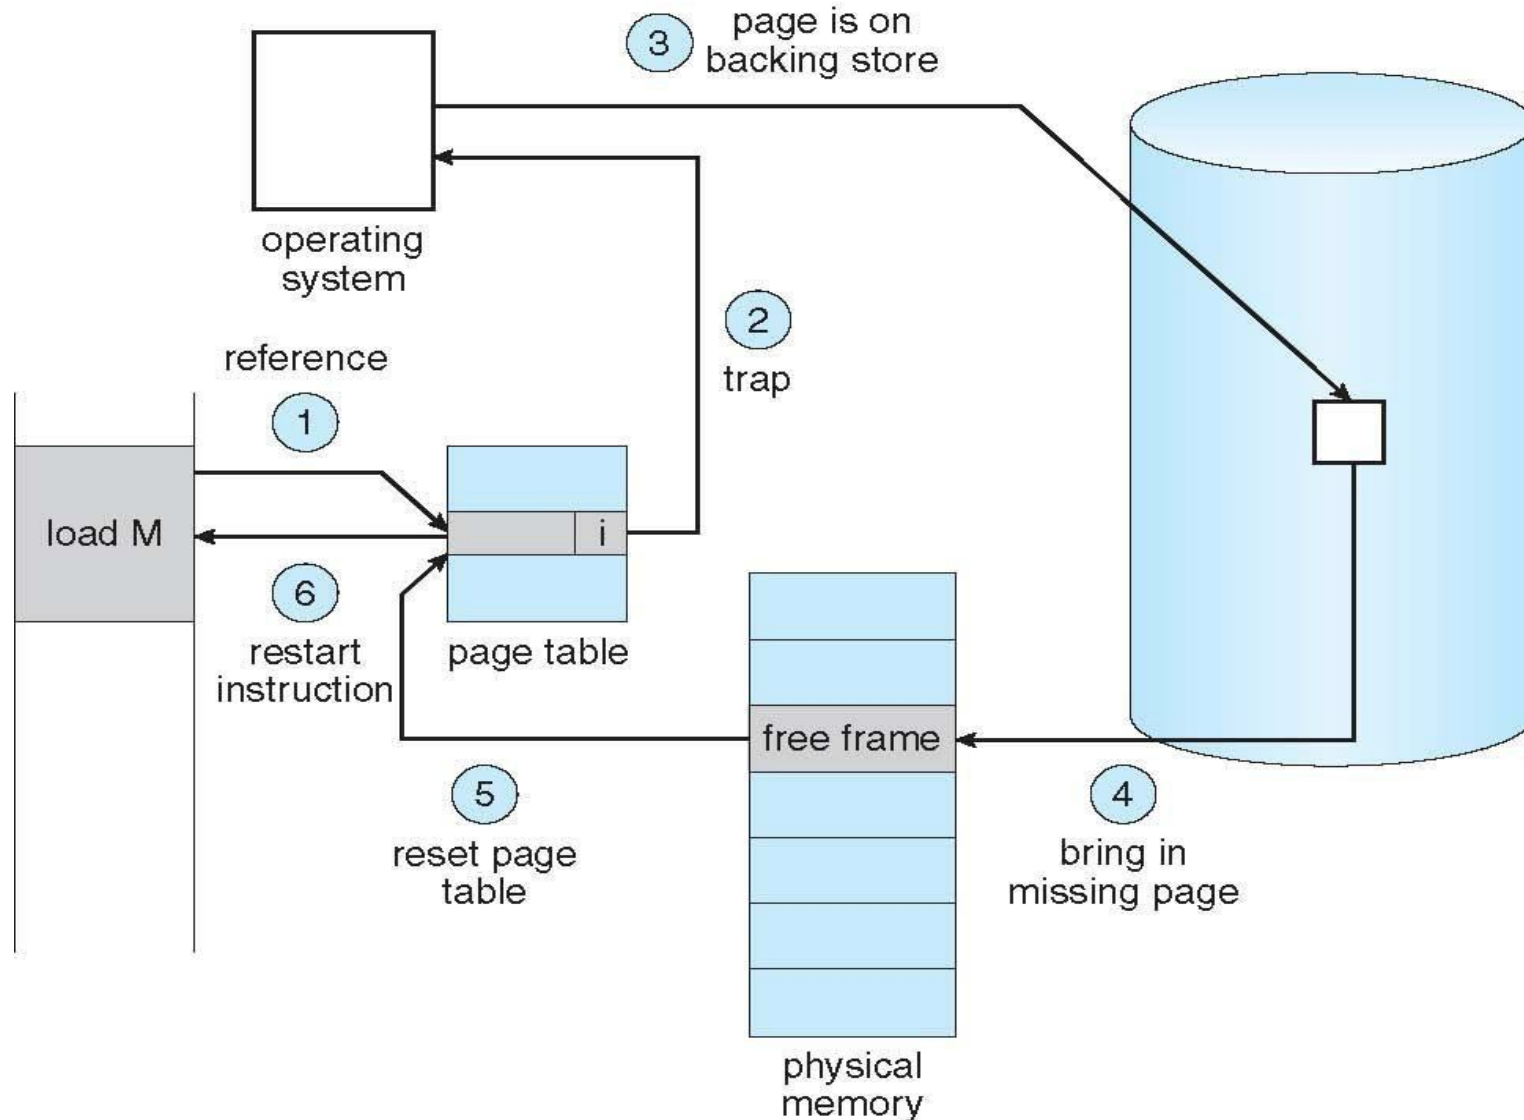 3
page is on
backing store
operating
system
2
trap
reference
1
load M
i
6
restart
instruction
page table
free frame
5
reset page
table
4
bring in
missing page
physical
memory